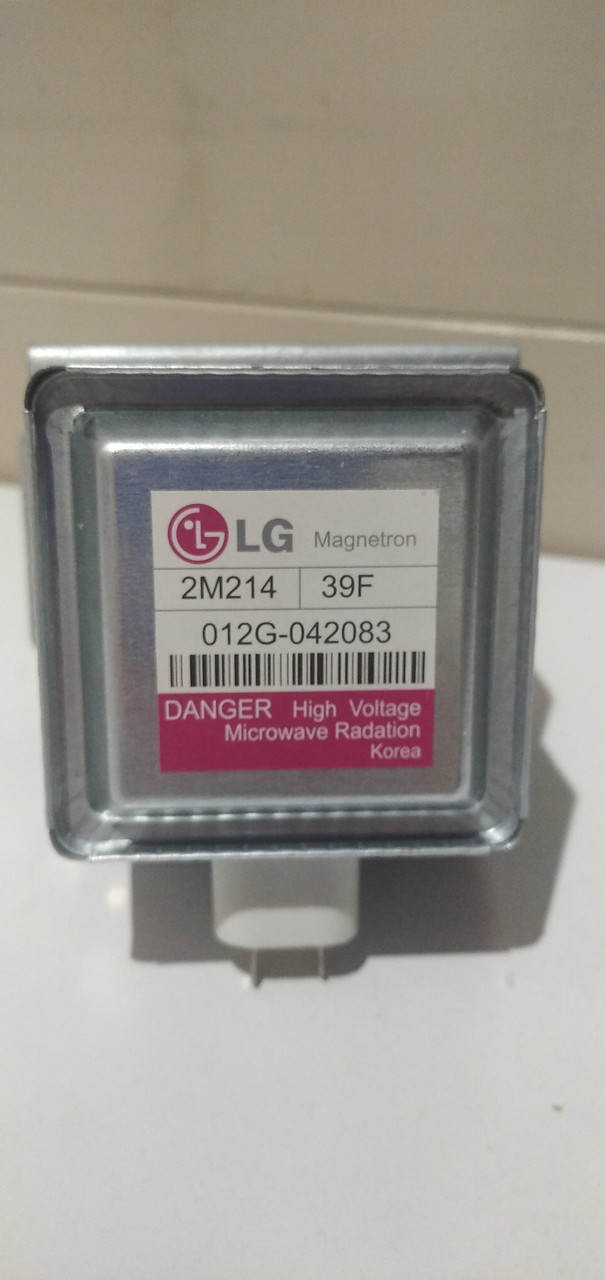 LG Magnetron
2M214 39F
012G-042083
DANGER High Voltage
Microwave Radation
Korea